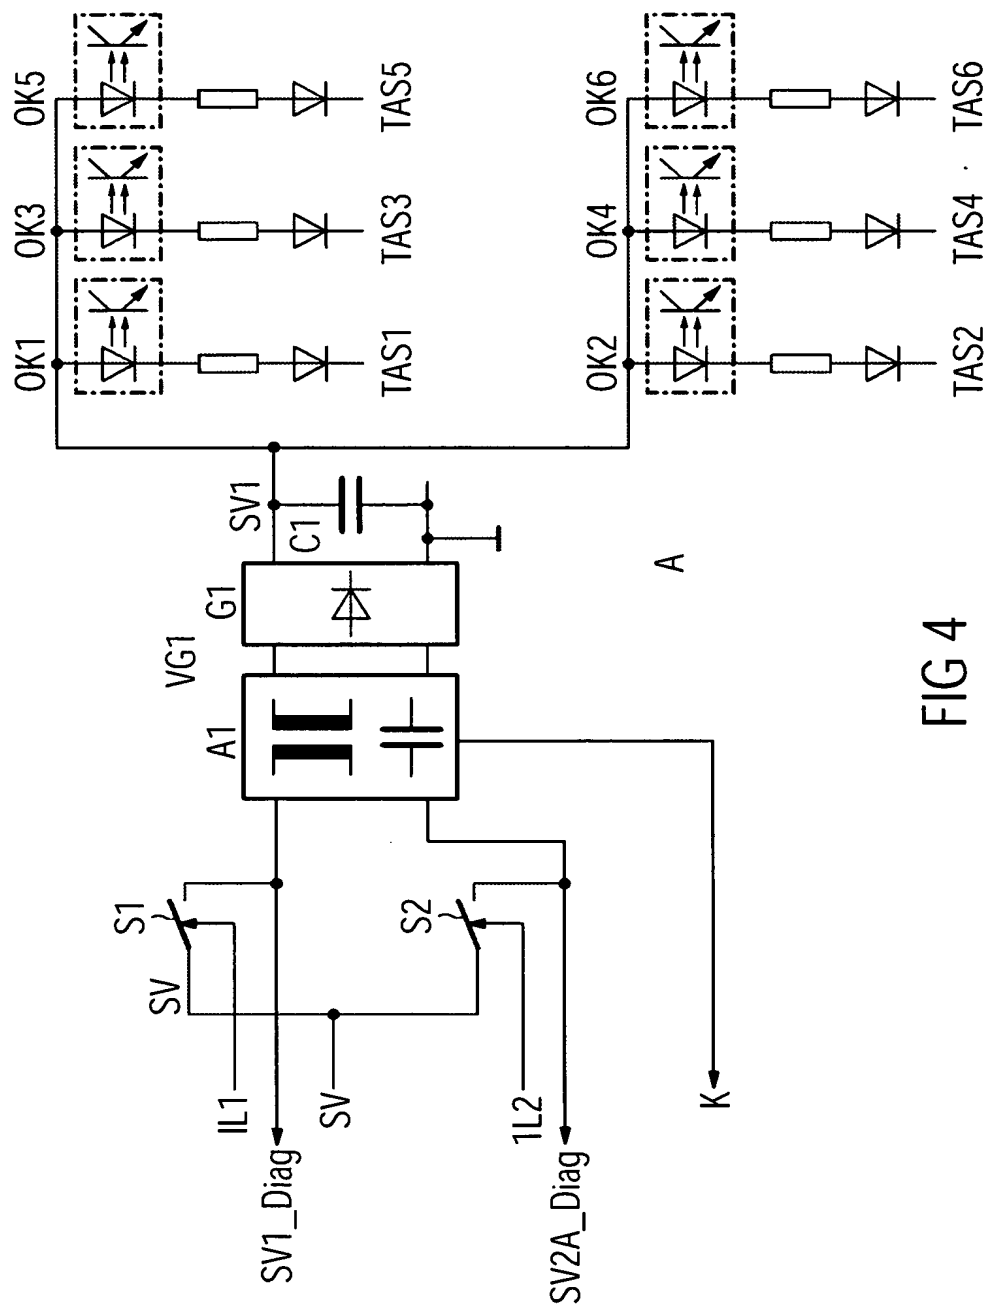 OK5
TAS5
OK3
TAS3
OK1
TAS1
OK6
TAS6
OK4
TAS4
OK2
TAS2
SV1
C1
G1
VG1
A1
A
S1
SV
IL1
SV1_Diag
SV
S2
1L2
SV2A_Diag
K
FIG 4